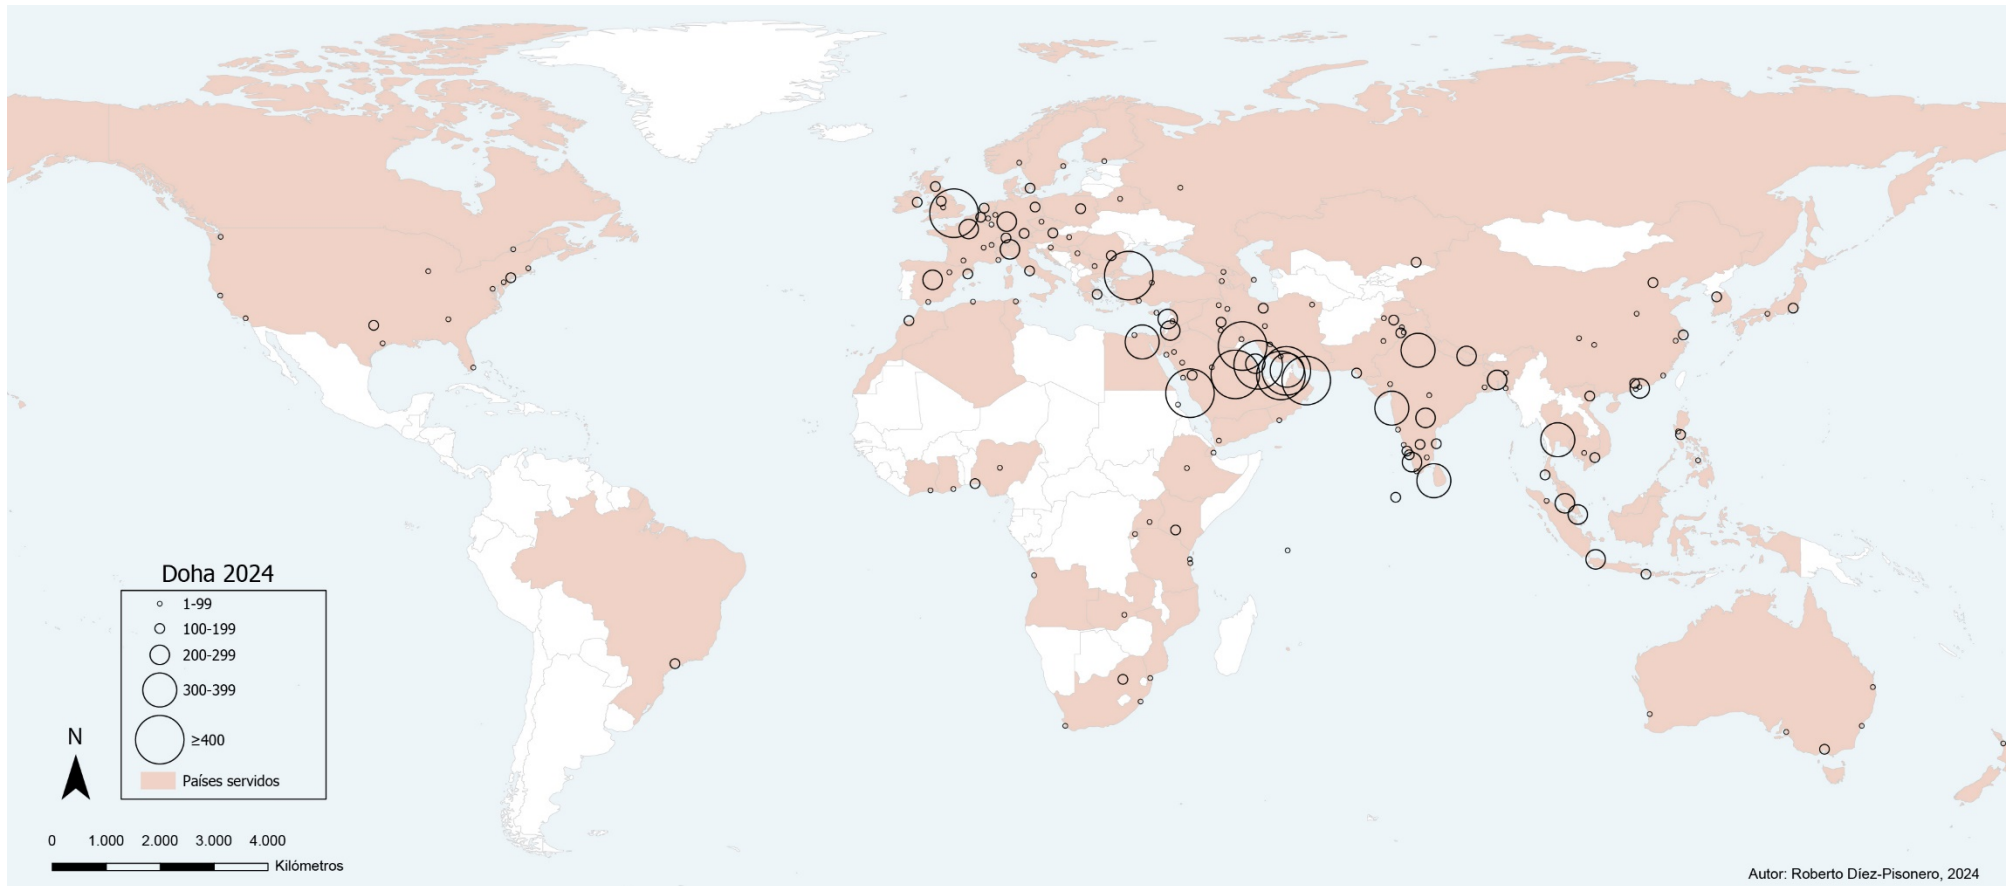 Doha 2024
1-99
100-199
200-299
300-399
≥400
Países servidos
N
0 1.000 2.000 3.000 4.000
Kilómetros
Autor: Roberto Díez-Pisonero, 2024